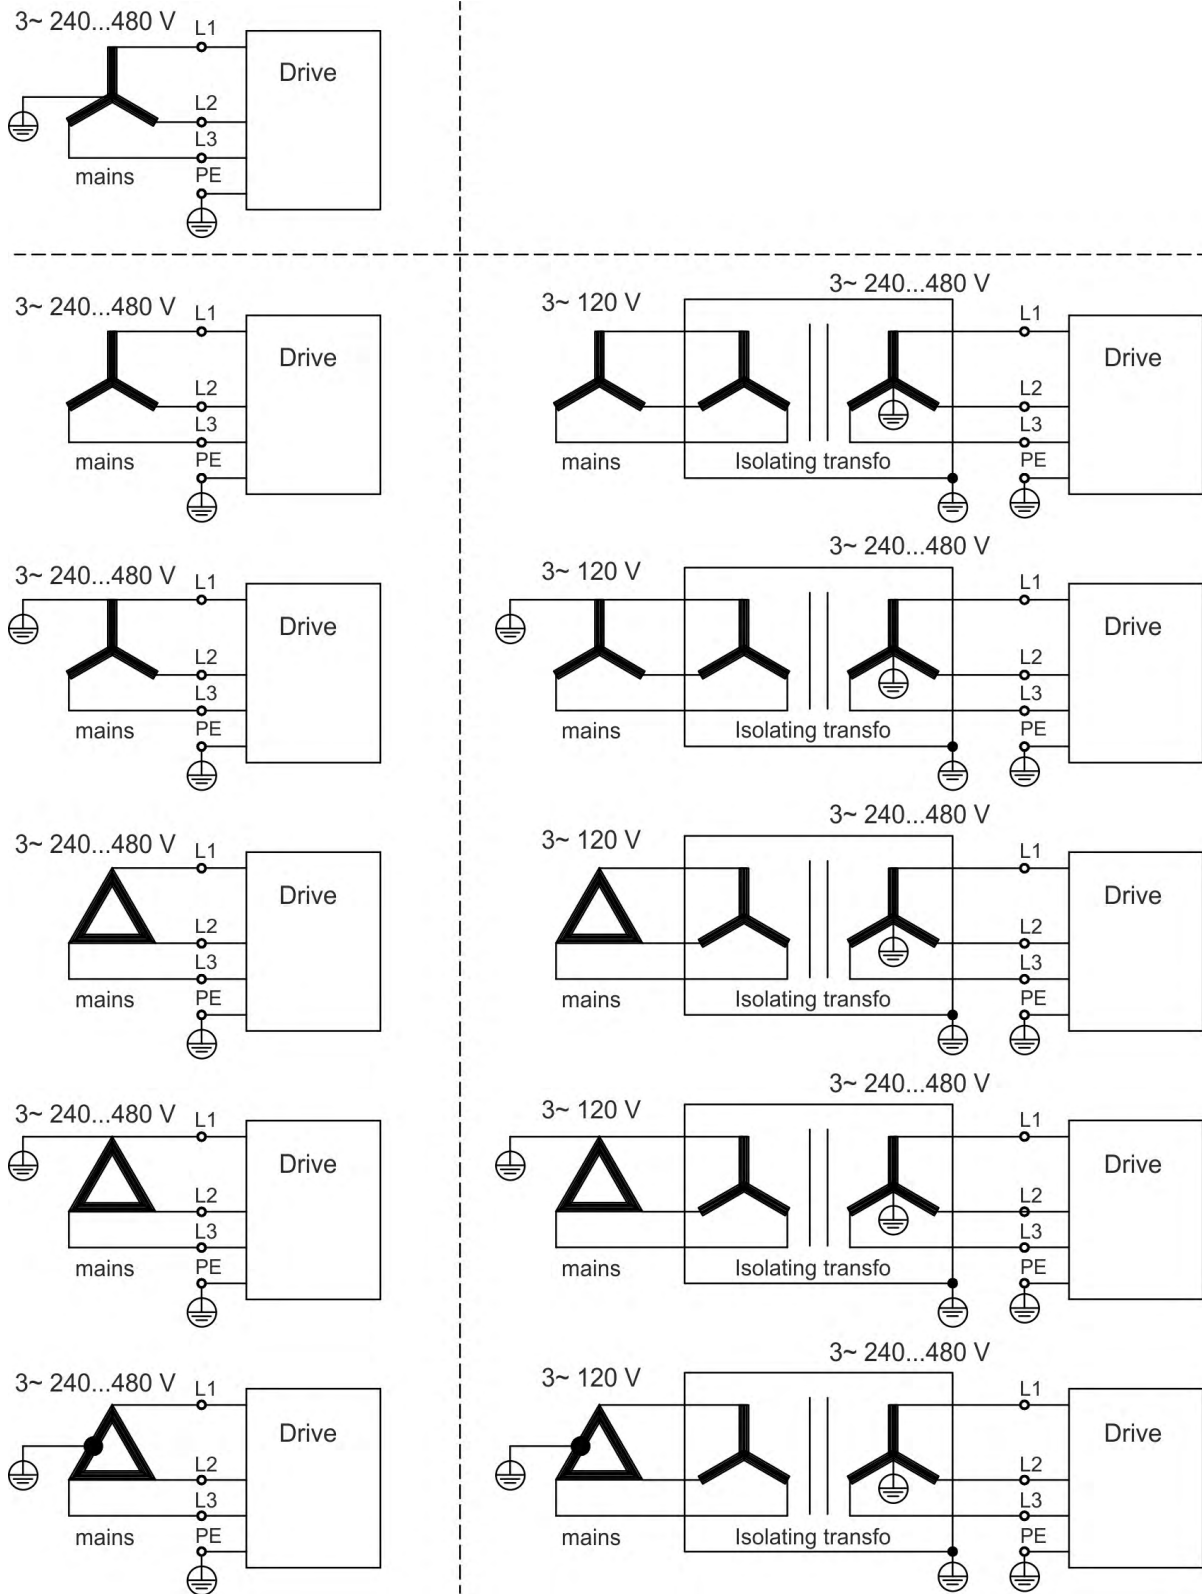 3~ 240...480 V
L1
Drive
L2
L3
mains
PE
3~ 240...480 V
L1
Drive
L2
L3
mains
PE
3~ 120 V
3~ 240...480 V
L1
Drive
L2
L3
mains
Isolating transfo
PE
3~ 240...480 V
L1
Drive
L2
L3
mains
PE
3~ 120 V
3~ 240...480 V
L1
Drive
L2
L3
mains
Isolating transfo
PE
3~ 240...480 V
L1
Drive
L2
L3
mains
PE
3~ 120 V
3~ 240...480 V
L1
Drive
L2
L3
mains
Isolating transfo
PE
3~ 240...480 V
L1
Drive
L2
L3
mains
PE
3~ 120 V
3~ 240...480 V
L1
Drive
L2
L3
mains
Isolating transfo
PE
3~ 240...480 V
L1
Drive
L2
L3
mains
PE
3~ 120 V
3~ 240...480 V
L1
Drive
L2
L3
mains
Isolating transfo
PE